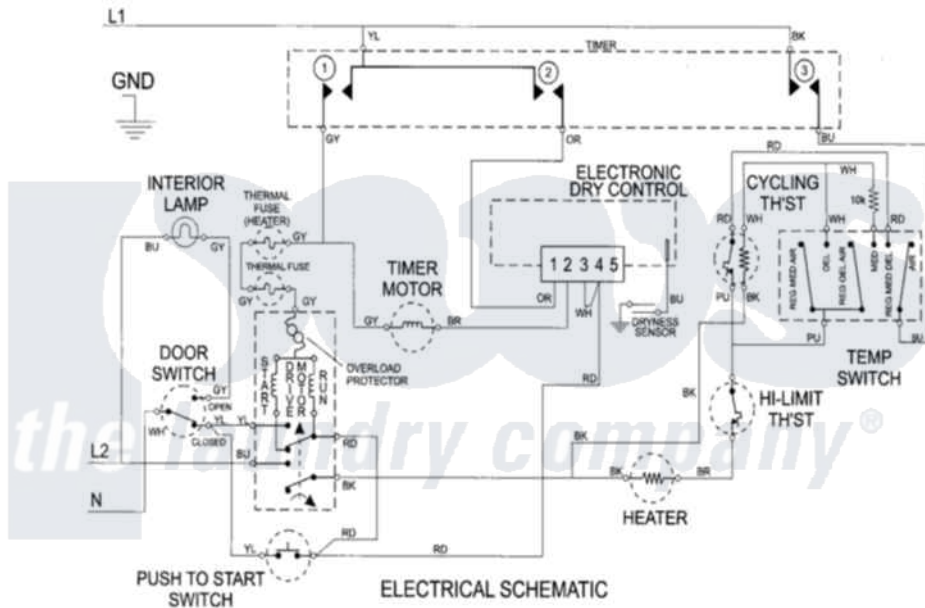 L1
YL
BK
TIMER
1
2
3
GND
GY
OR
BU
RD
ELECTRONIC
DRY CONTROL
CYCLING
TH'ST
WH
10k
INTERIOR
LAMP
THERMAL
FUSE
(HEATER)
GY
BU
GY
RD
WH
WH
RD
THERMAL FUSE
TIMER
MOTOR
1 2 3 4 5
REG MED AIR
DEL
REG DEL AIR
MED
REG MED DEL
AIR
GY
GY
OR
WH
BU
PU
BK
GY
BR
DRYNESS
SENSOR
PU
BU
DOOR
SWITCH
START
DRIVE
MOTOR
RUN
OVERLOAD
PROTECTOR
TEMP
SWITCH
GY
OPEN
RD
BK
HI-LIMIT
TH'ST
YL
YL
WH
CLOSED
RD
BK
the laundry company®
L2
BU
BK
BK
BR
N
HEATER
RD
YL
RD
PUSH TO START
SWITCH
ELECTRICAL SCHEMATIC